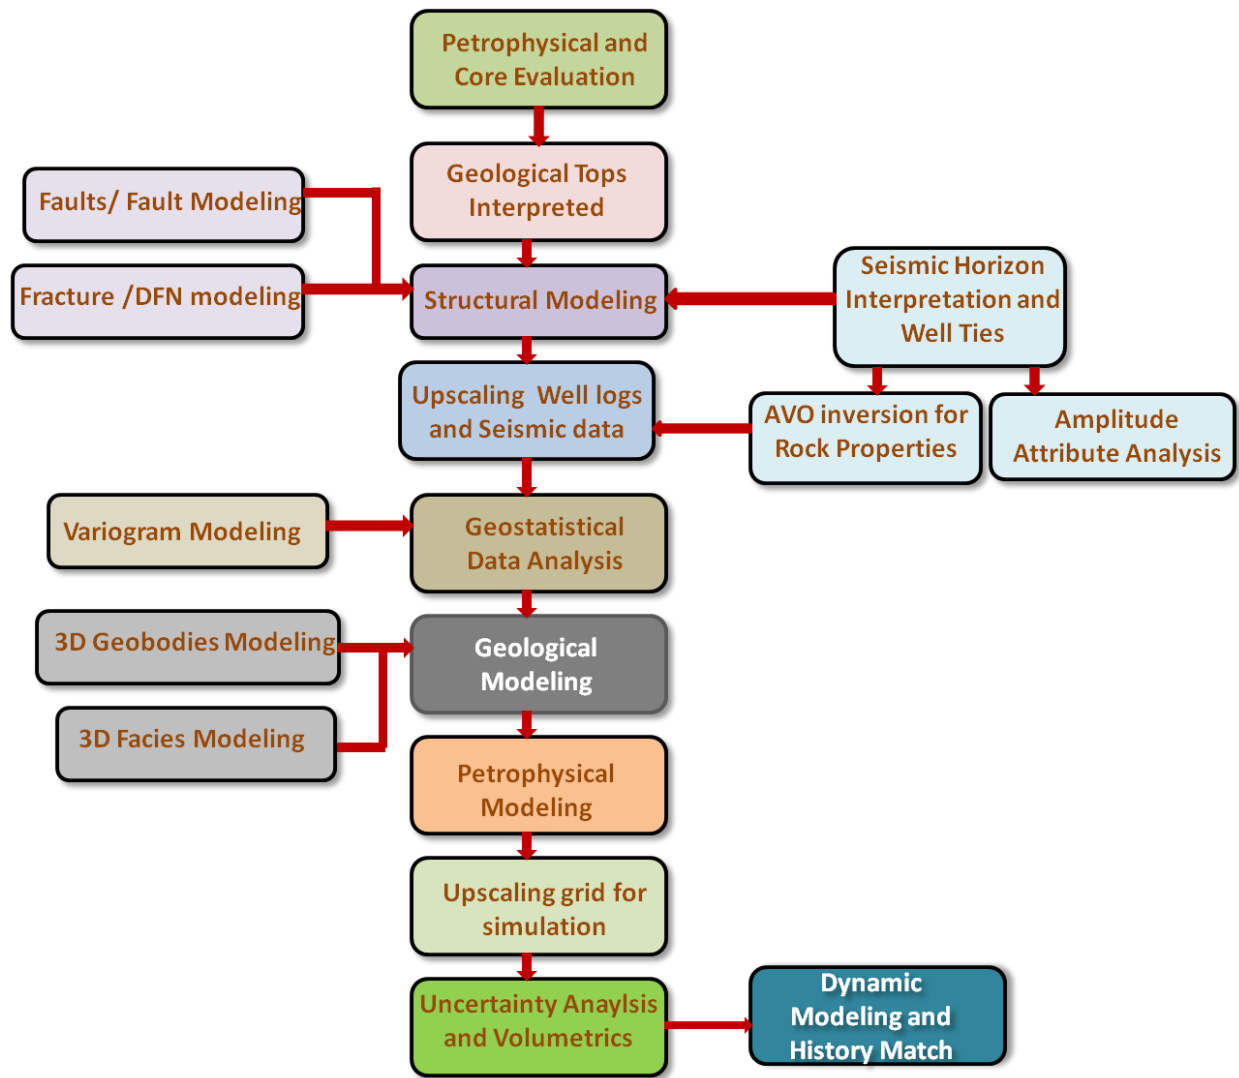 Petrophysical and
Core Evaluation
Geological Tops
Interpreted
Faults/ Fault Modeling
Fracture /DFN modeling
Structural Modeling
Seismic Horizon
Interpretation and
Well Ties
Upscaling Well logs
and Seismic data
AVO inversion for
Rock Properties
Amplitude
Attribute Analysis
Variogram Modeling
Geostatistical
Data Analysis
3D Geobodies Modeling
Geological
Modeling
3D Facies Modeling
Petrophysical
Modeling
Upscaling grid for
simulation
Uncertainty Anaylsis
and Volumetrics
Dynamic
Modeling and
History Match